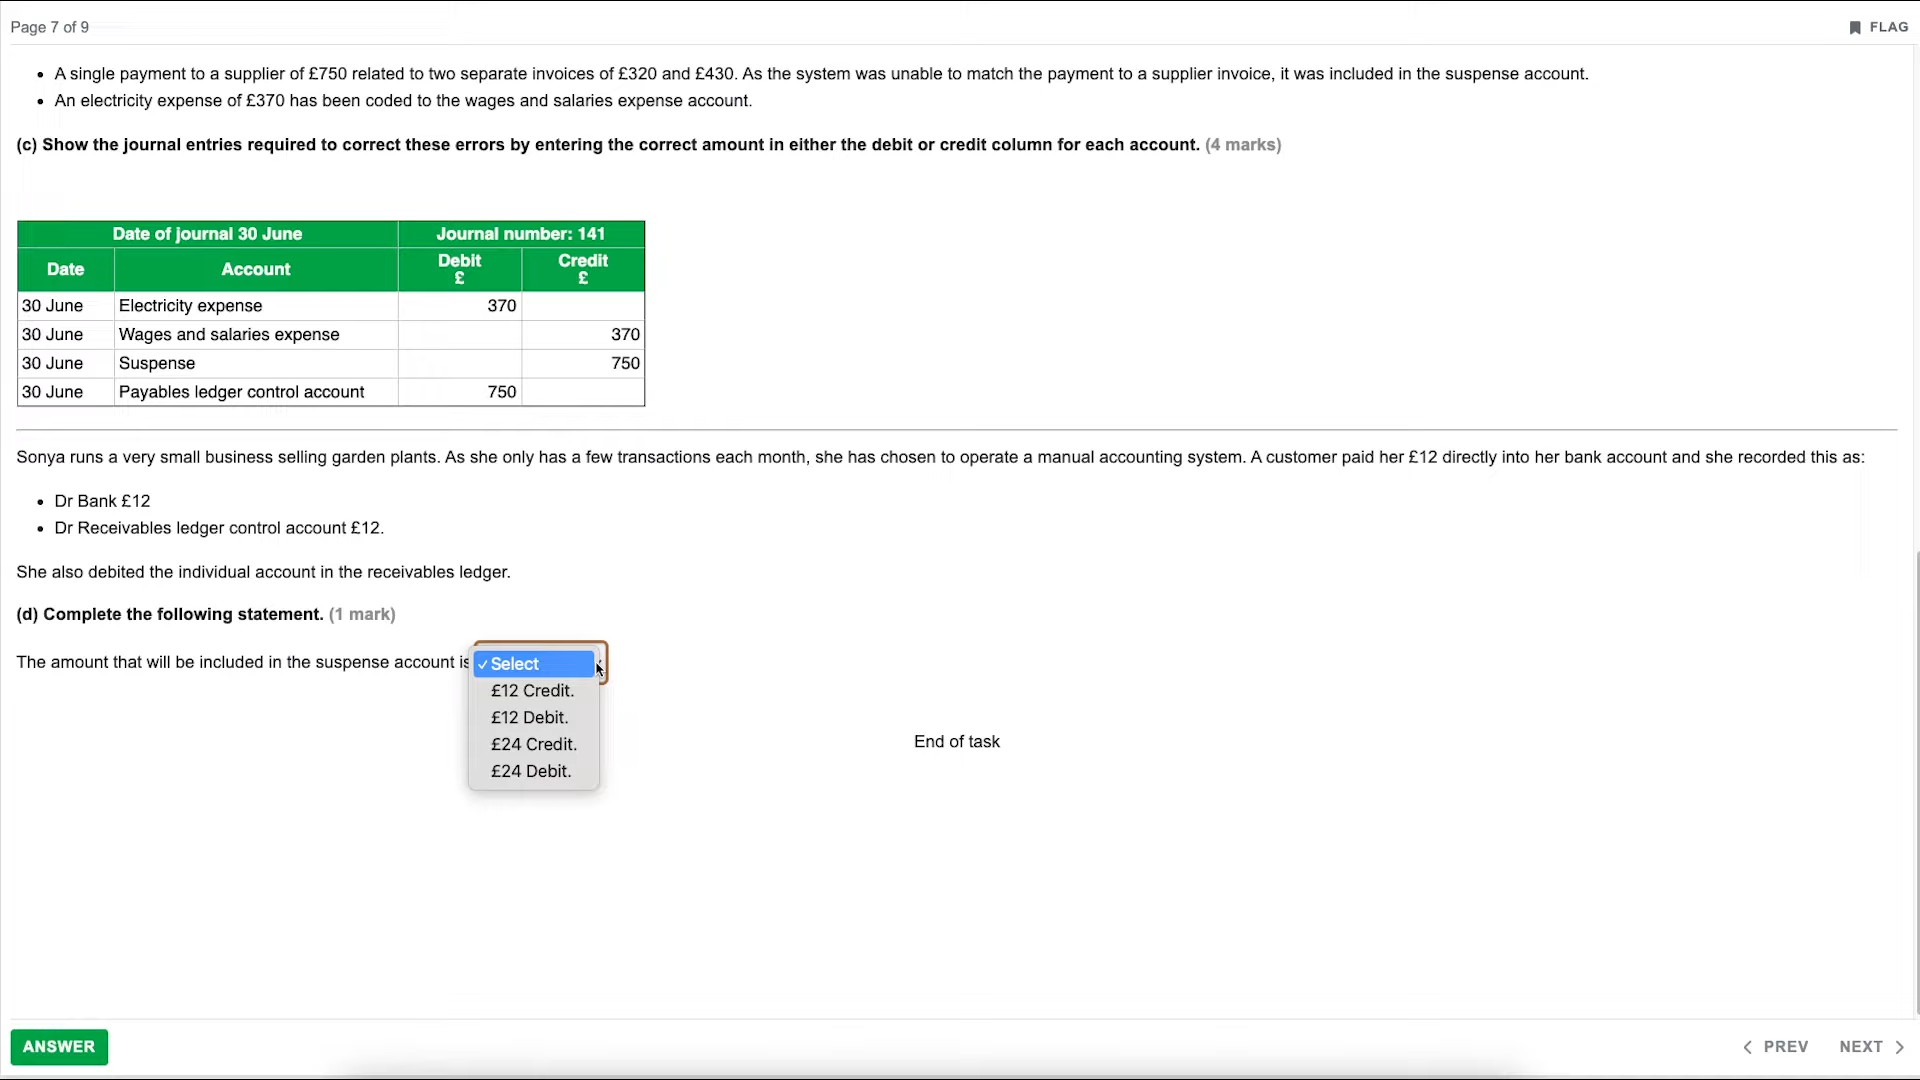 Page 7 of 9
FLAG
• A single payment to a supplier of £750 related to two separate invoices of £320 and £430. As the system was unable to match the payment to a supplier invoice, it was included in the suspense account.
• An electricity expense of £370 has been coded to the wages and salaries expense account.
(c) Show the journal entries required to correct these errors by entering the correct amount in either the debit or credit column for each account. (4 marks)
Date of journal 30 June Journal number: 141
Date Account Debit £ Credit £
30 June Electricity expense 370
30 June Wages and salaries expense 370
30 June Suspense 750
30 June Payables ledger control account 750
Sonya runs a very small business selling garden plants. As she only has a few transactions each month, she has chosen to operate a manual accounting system. A customer paid her £12 directly into her bank account and she recorded this as:
• Dr Bank £12
• Dr Receivables ledger control account £12.
She also debited the individual account in the receivables ledger.
(d) Complete the following statement. (1 mark)
The amount that will be included in the suspense account is
✓ Select
£12 Credit.
£12 Debit.
£24 Credit.
£24 Debit.
End of task
ANSWER
PREV NEXT